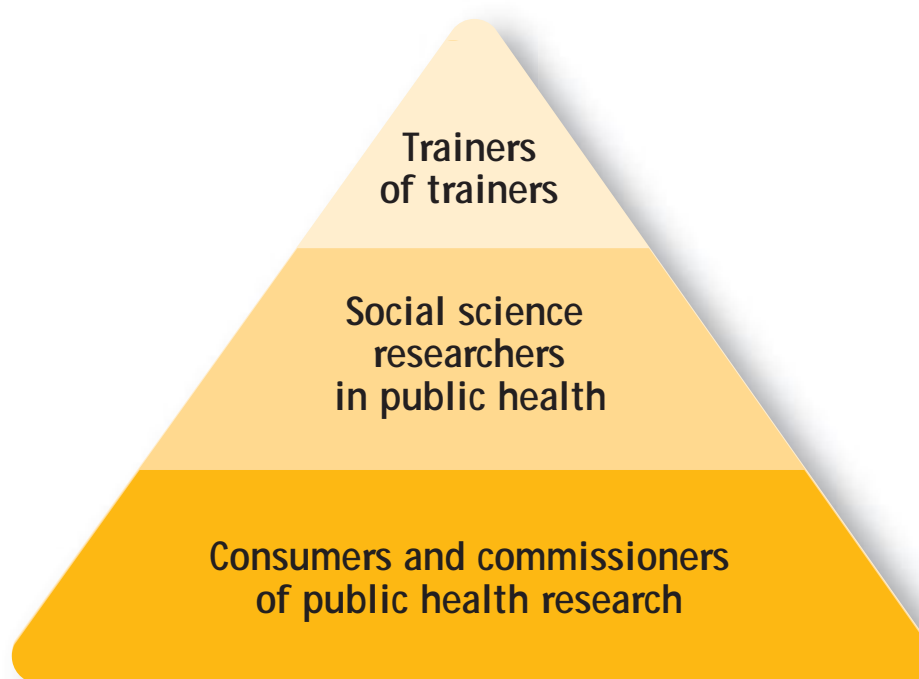 Trainers
of trainers
Social science
researchers
in public health
Consumers and commissioners
of public health research